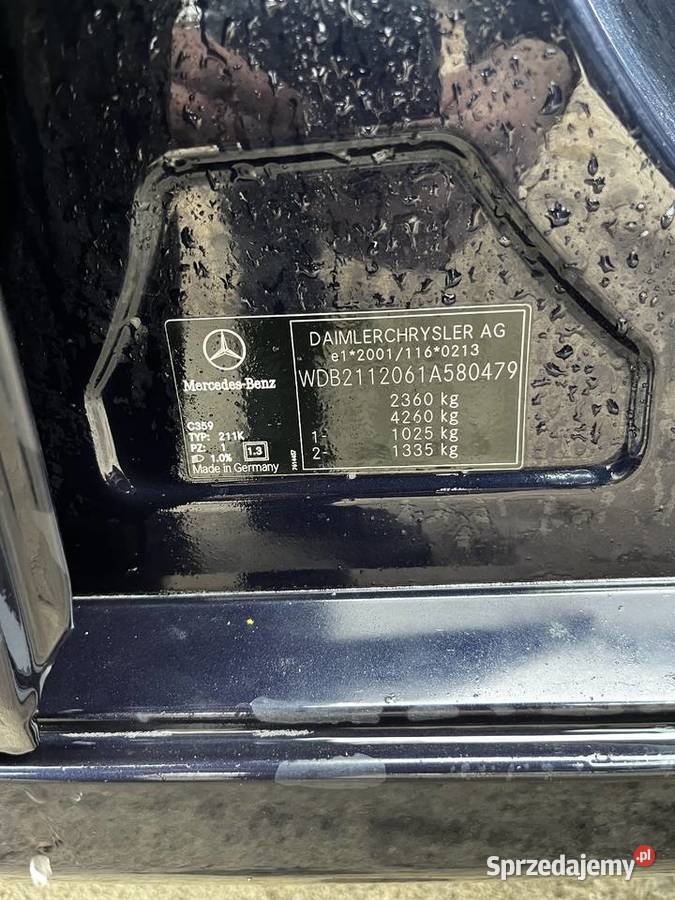 Mercedes-Benz
C359
TYP: 211K
PZ: 1
1.0% 1.3
Made in Germany
DAIMLERCHRYSLER AG
e1*2001/116*0213
WDB2112061A580479
2360 kg
4260 kg
1- 1025 kg
2- 1335 kg
Sprzedajemy.pl